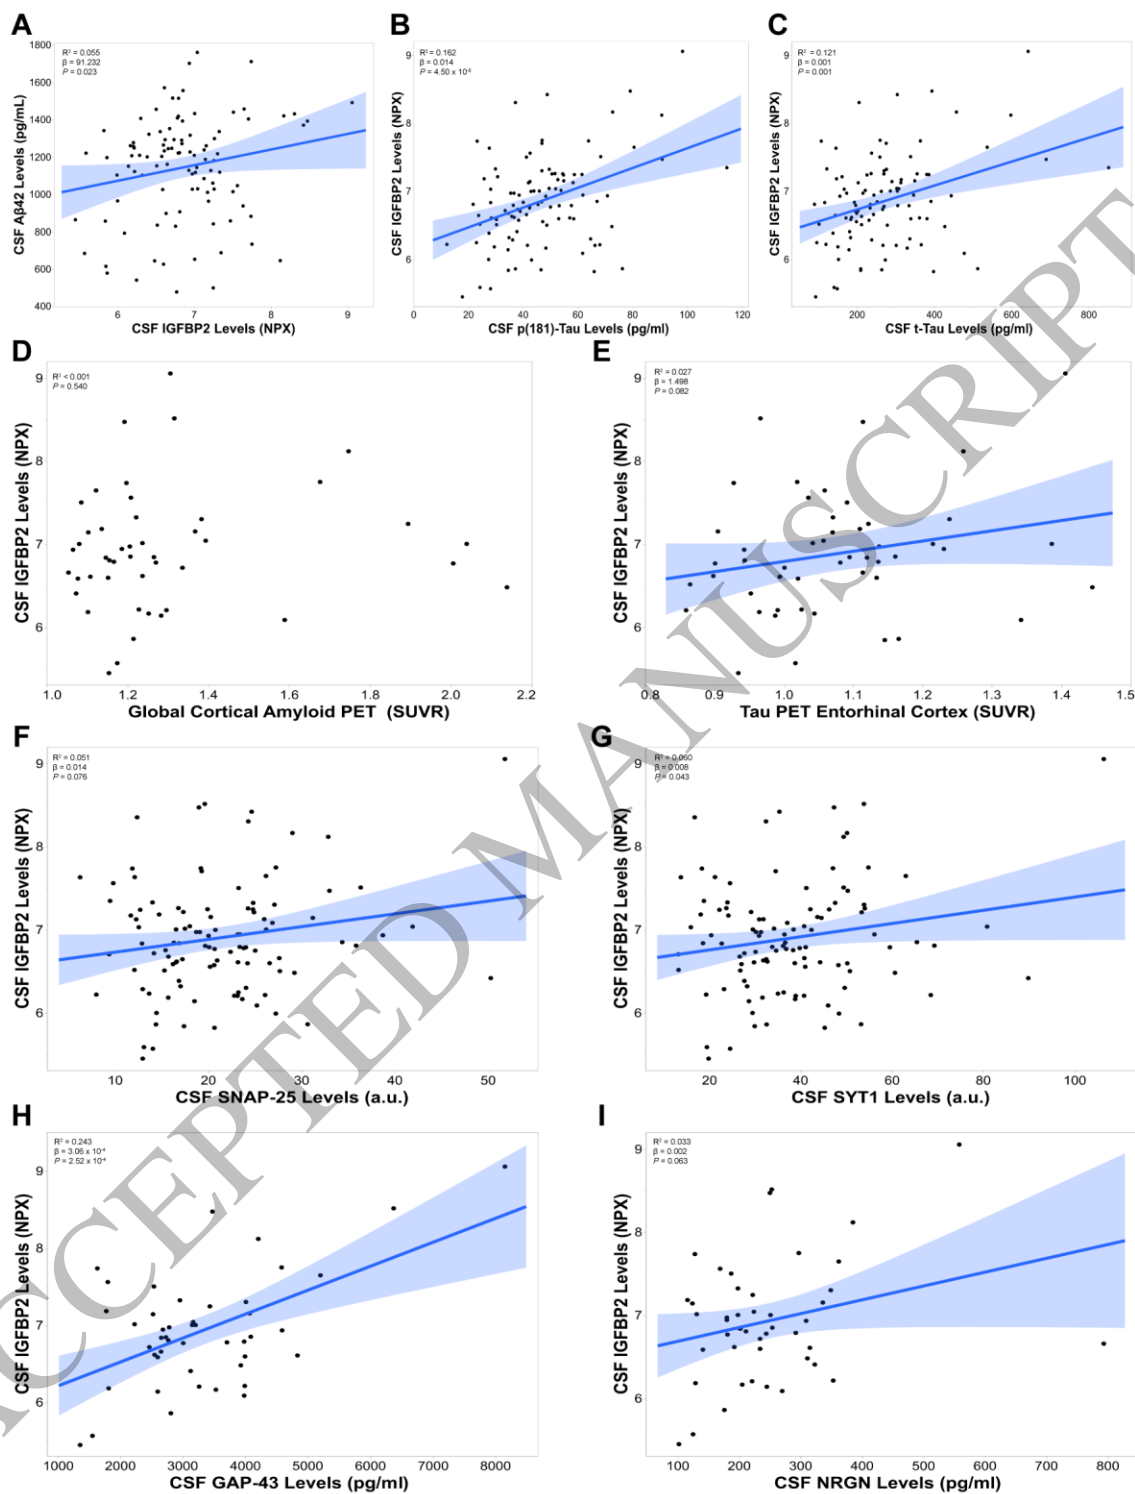 A
R² = 0.055
β = 91.232
P = 0.023
1800
1600
1400
1200
1000
800
600
400
CSF Aβ42 Levels (pg/mL)
6 7 8 9
CSF IGFBP2 Levels (NPX)
B
R² = 0.162
β = 0.014
9
8
7
6
CSF IGFBP2 Levels (NPX)
0 20 40 60 80 100 120
CSF p(181)-Tau Levels (pg/ml)
C
R² = 0.121
β = 0.001
P = 0.001
9
8
7
6
CSF IGFBP2 Levels (NPX)
200 400 600 800
CSF t-Tau Levels (pg/ml)
D
R² < 0.001
P = 0.540
9
8
7
6
CSF IGFBP2 Levels (NPX)
1.0 1.2 1.4 1.6 1.8 2.0 2.2
Global Cortical Amyloid PET (SUVR)
E
R² = 0.027
β = 1.498
P = 0.082
9
8
7
6
CSF IGFBP2 Levels (NPX)
0.8 0.9 1.0 1.1 1.2 1.3 1.4 1.5
Tau PET Entorhinal Cortex (SUVR)
F
R² = 0.051
β = 0.014
P = 0.076
9
8
7
6
CSF IGFBP2 Levels (NPX)
10 20 30 40 50
CSF SNAP-25 Levels (a.u.)
G
R² = 0.060
β = 0.008
P = 0.043
9
8
7
6
CSF IGFBP2 Levels (NPX)
20 40 60 80 100
CSF SYT1 Levels (a.u.)
H
R² = 0.243
β = 3.06 x 10⁻⁴
P = 2.52 x 10⁻⁴
9
8
7
6
CSF IGFBP2 Levels (NPX)
1000 2000 3000 4000 5000 6000 7000 8000
CSF GAP-43 Levels (pg/ml)
I
R² = 0.033
β = 0.002
P = 0.063
9
8
7
6
CSF IGFBP2 Levels (NPX)
100 200 300 400 500 600 700 800
CSF NRGN Levels (pg/ml)
ACCEPTED MANUSCRIPT